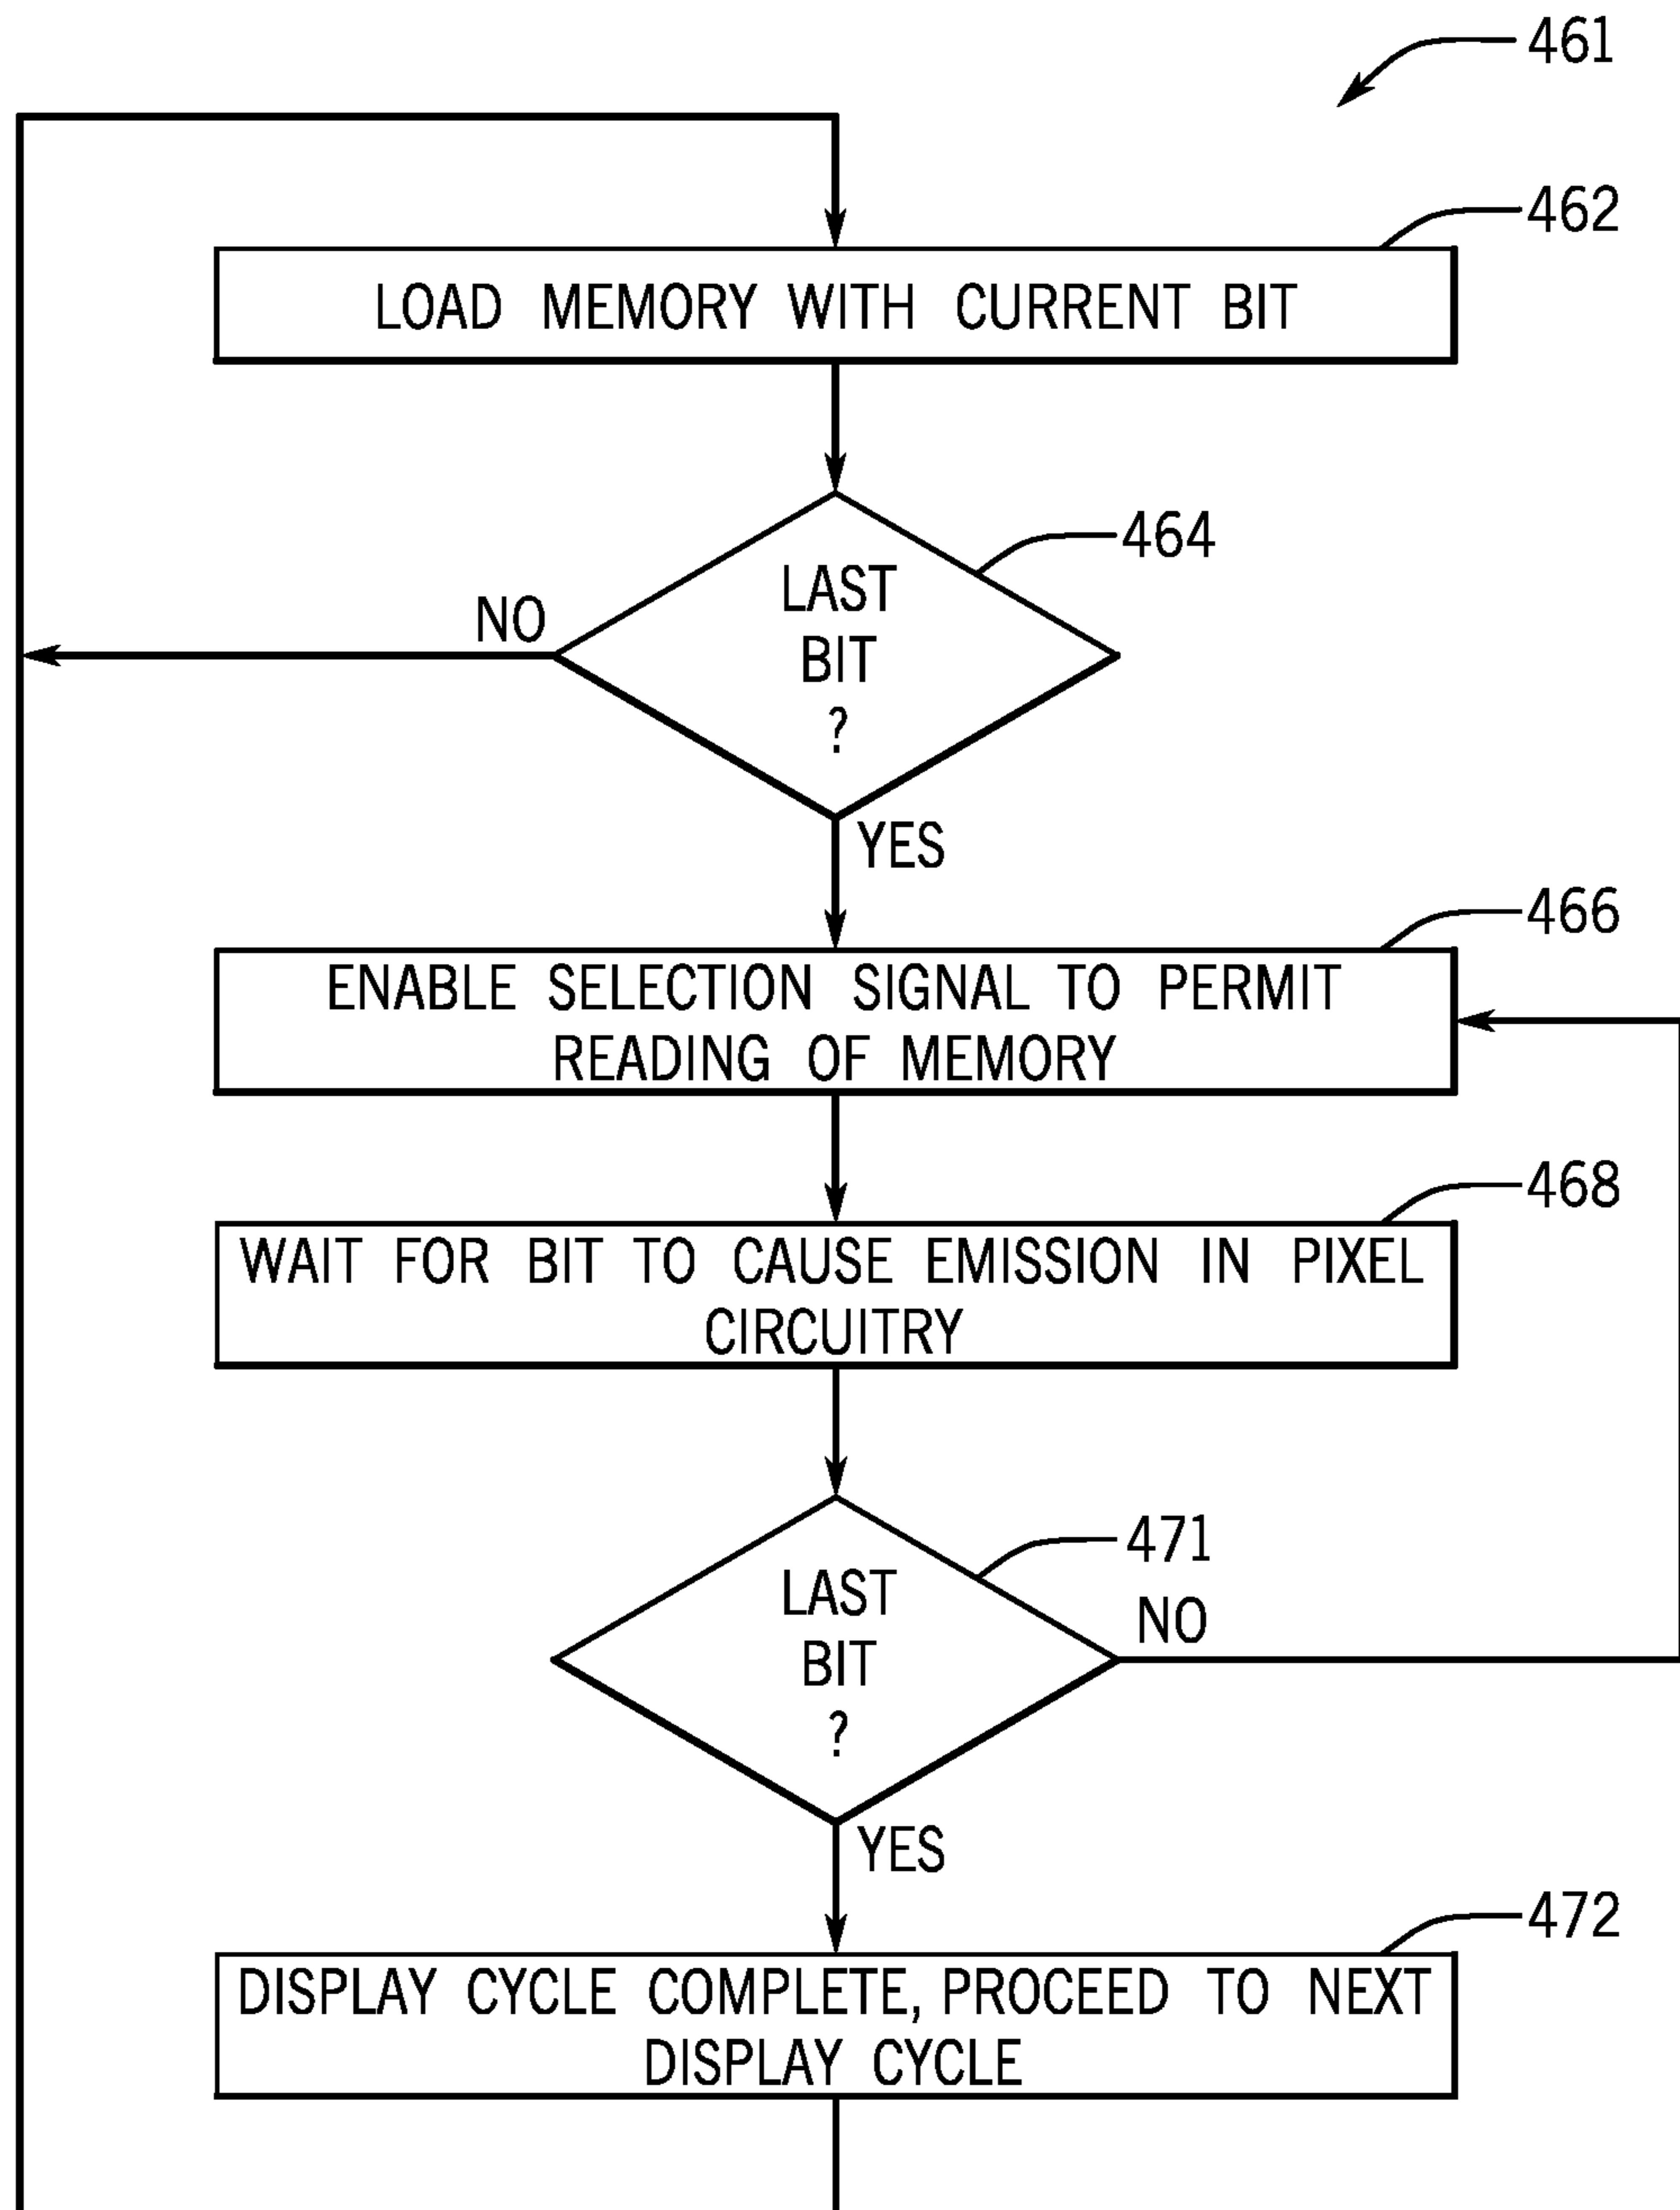 461
462
LOAD MEMORY WITH CURRENT BIT
464
LAST
BIT
?
NO
YES
466
ENABLE SELECTION SIGNAL TO PERMIT
READING OF MEMORY
468
WAIT FOR BIT TO CAUSE EMISSION IN PIXEL
CIRCUITRY
471
LAST
BIT
?
NO
YES
472
DISPLAY CYCLE COMPLETE, PROCEED TO NEXT
DISPLAY CYCLE